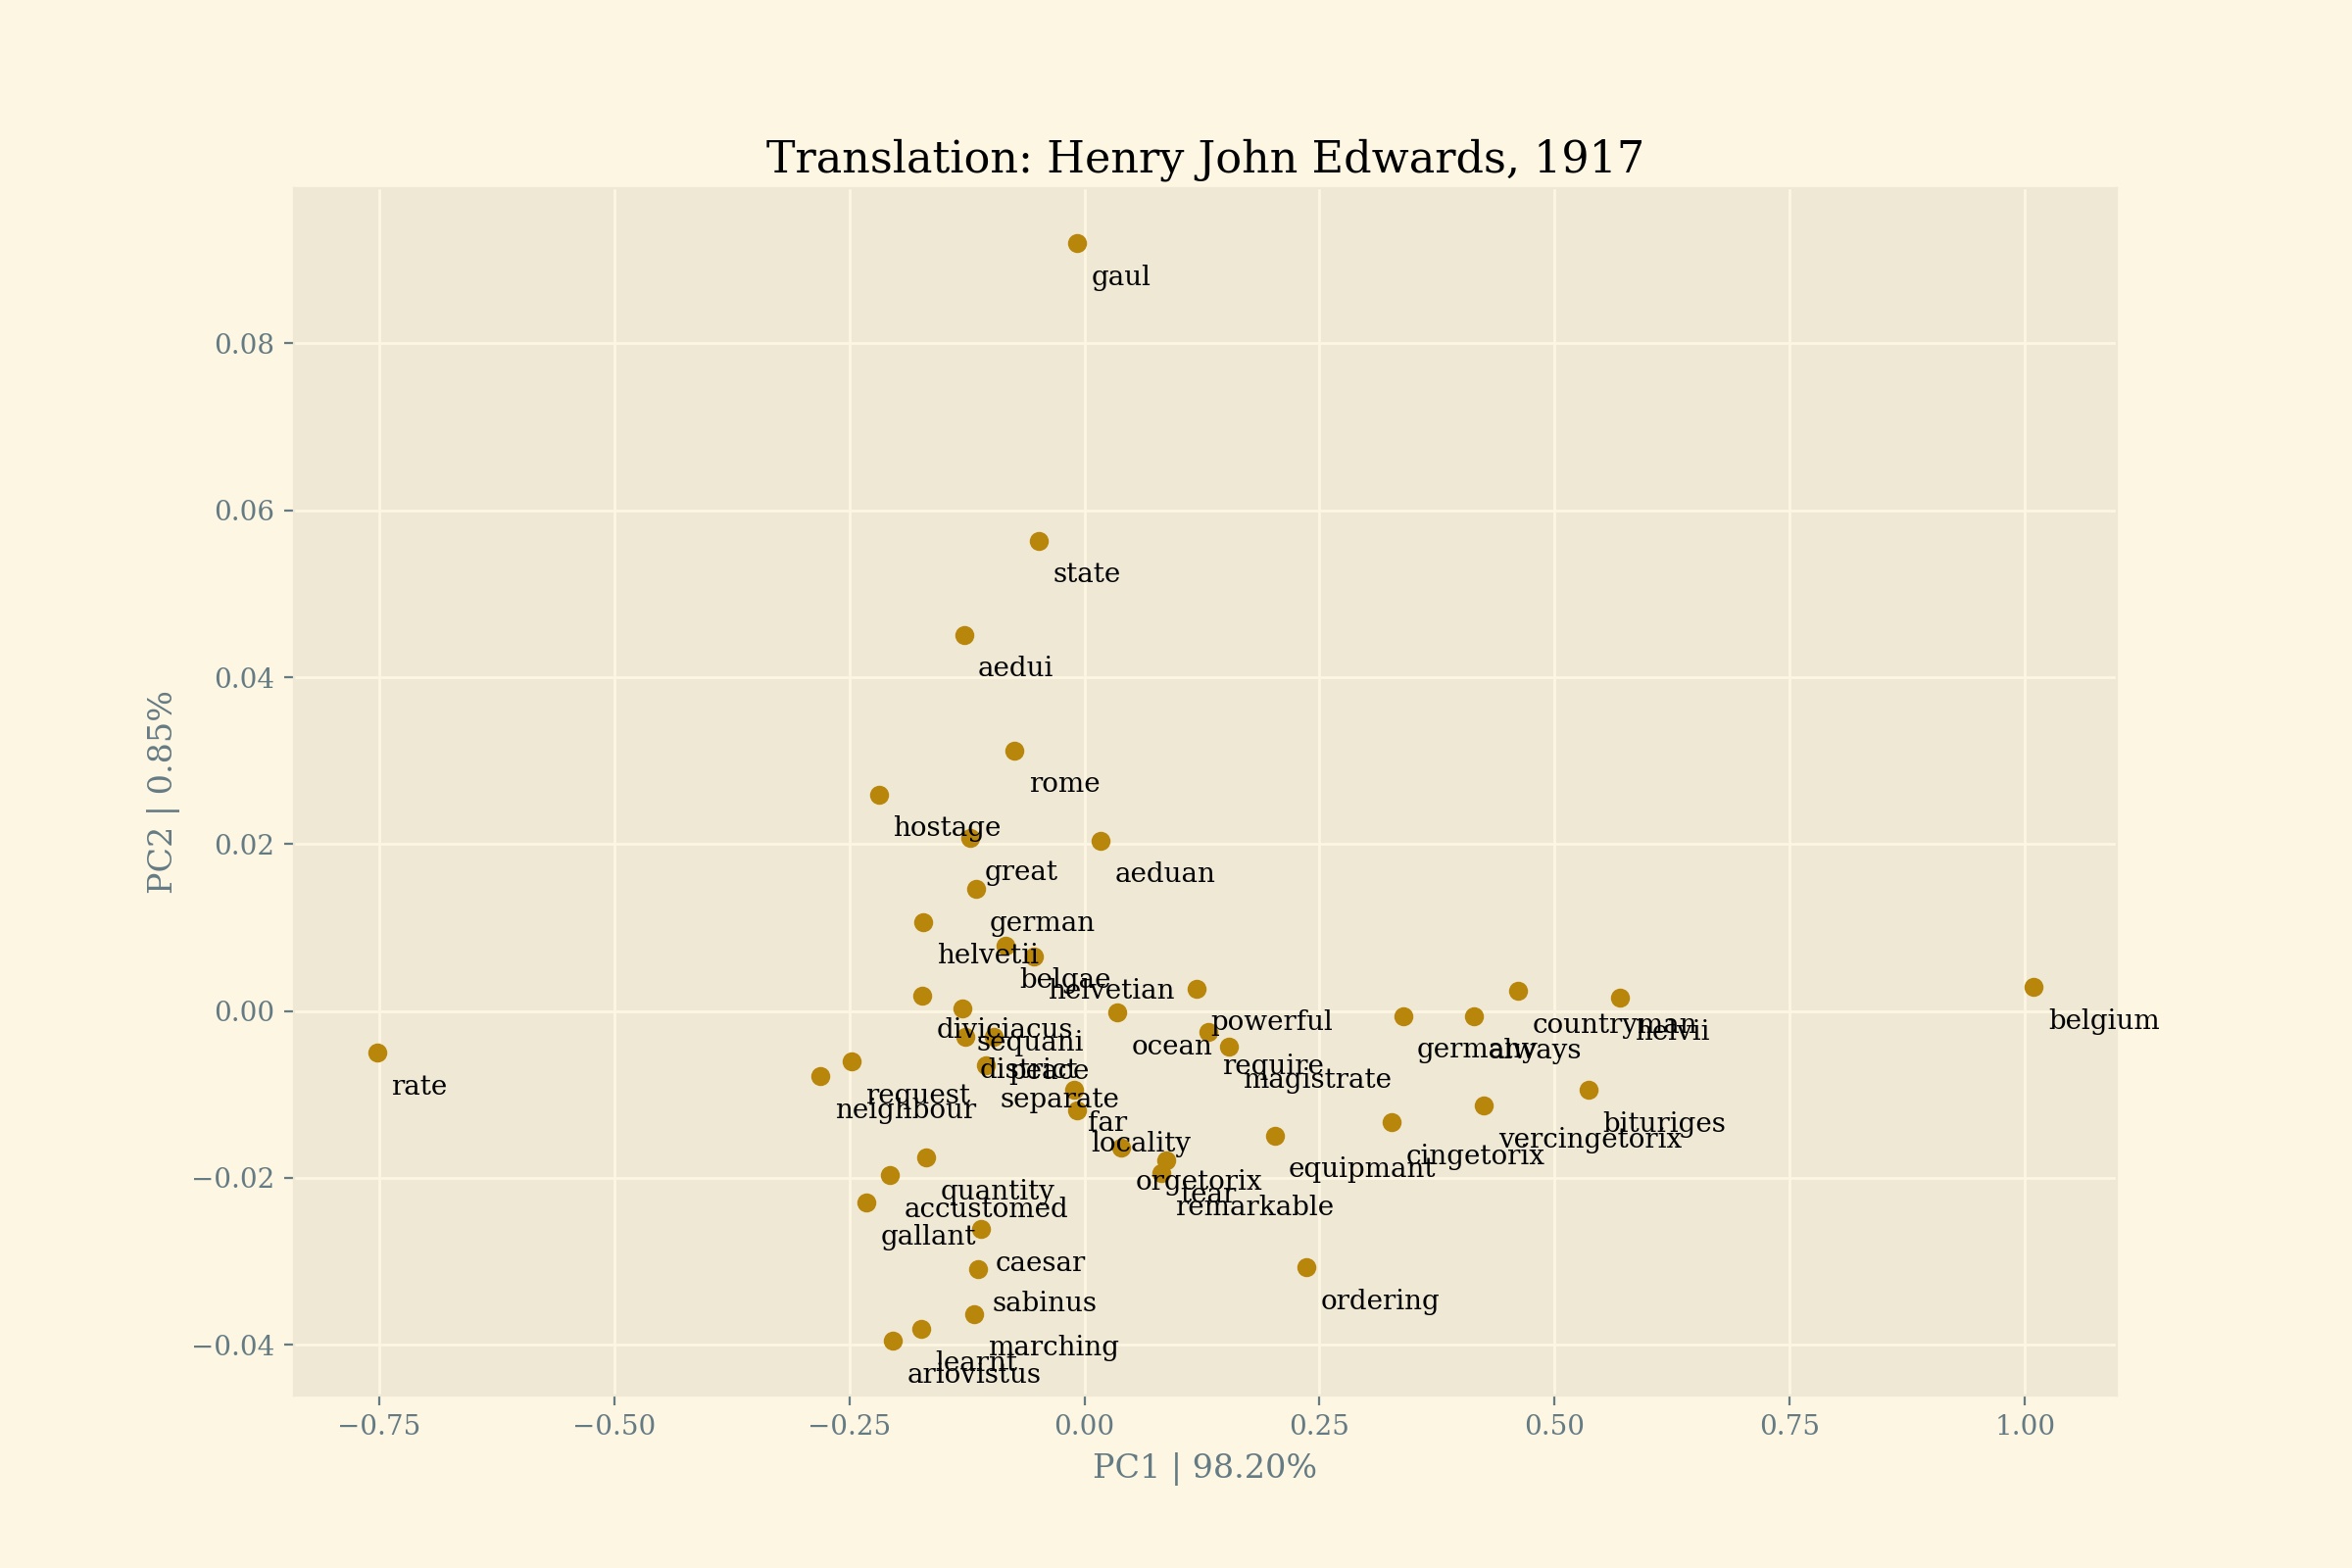 Translation: Henry John Edwards, 1917
gaul
0.08
state
0.06
aedui
0.04
rome
hostage
0.02
great
aeduan
german
helvetii
belgae
helvetian
0.00
powerful
belgium
diviciacus
countryman
helvii
sequani
ocean
germany
always
district
peace
require
magistrate
rate
request
separate
neighbour
far
bituriges
locality
vercingetorix
cingetorix
equipmant
−0.02
orgetorix
quantity
tear
accustomed
remarkable
gallant
caesar
sabinus
ordering
−0.04
marching
learnt
ariovistus
PC2 | 0.85%
−0.75 −0.50 −0.25 0.00 0.25 0.50 0.75 1.00
PC1 | 98.20%